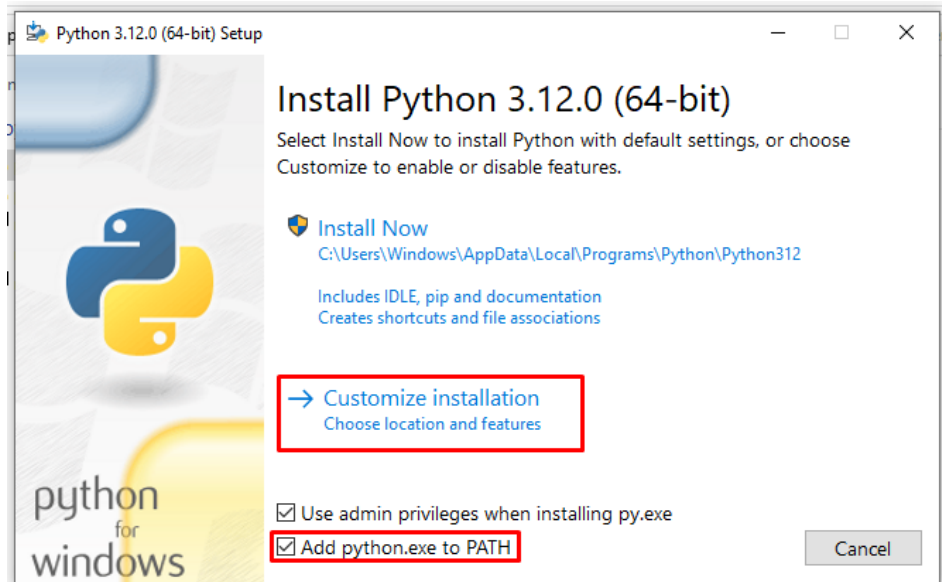 Python 3.12.0 (64-bit) Setup
Install Python 3.12.0 (64-bit)
Select Install Now to install Python with default settings, or choose
Customize to enable or disable features.
Install Now
C:\Users\Windows\AppData\Local\Programs\Python\Python312
Includes IDLE, pip and documentation
Creates shortcuts and file associations
Customize installation
Choose location and features
python
for
windows
Use admin privileges when installing py.exe
Add python.exe to PATH
Cancel